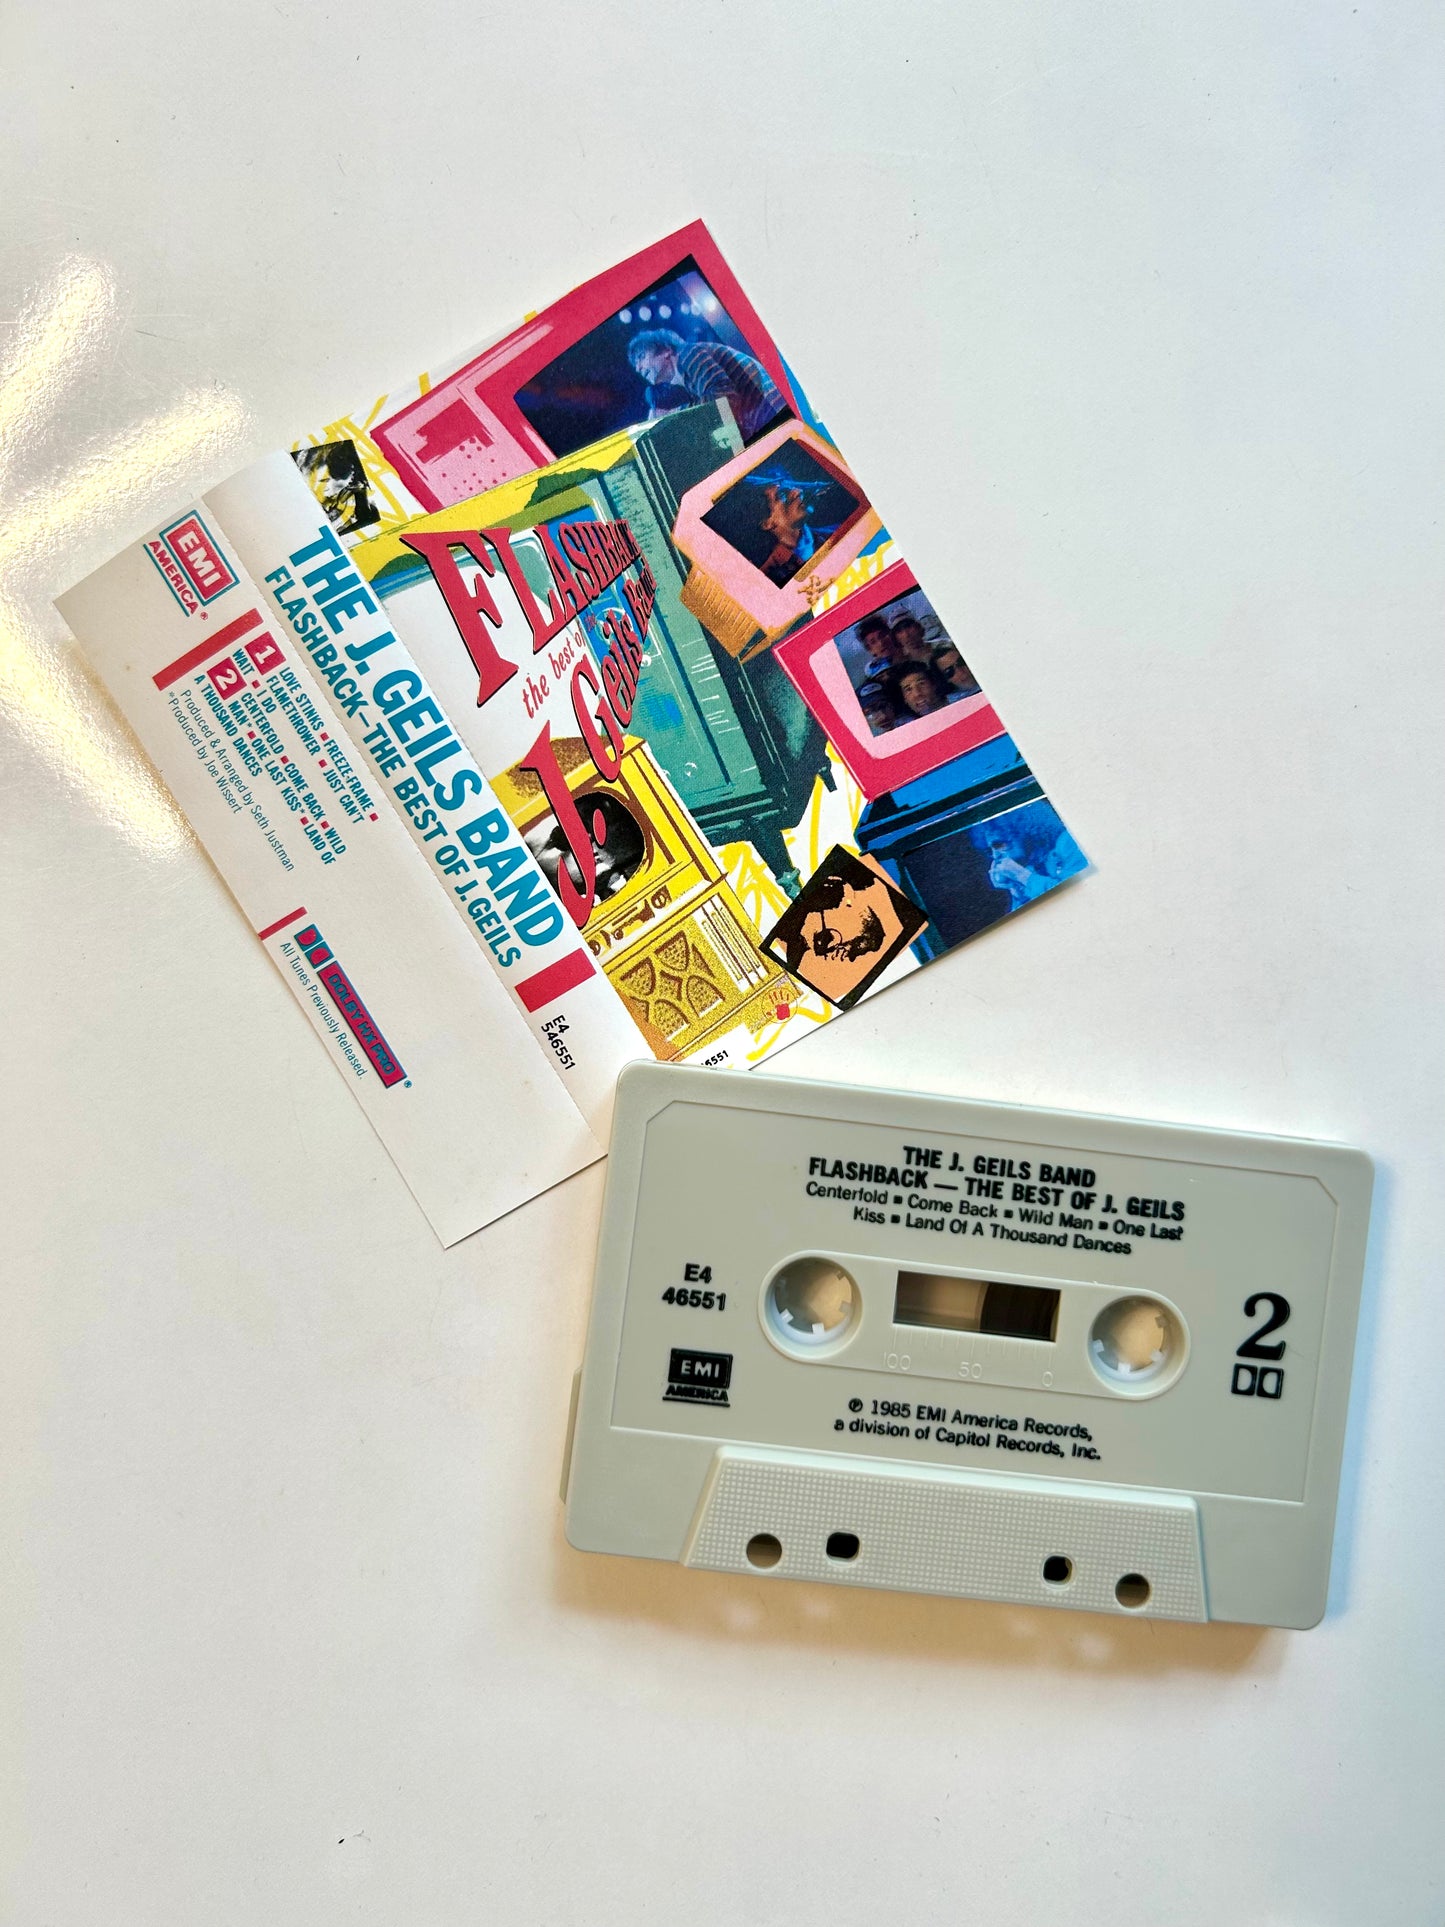 EMI
AMERICA®
1 LOVE STINKS ▪ FREEZE-FRAME ▪
FLAMETHROWER ▪ JUST CAN'T
WAIT ▪ I DO
2 CENTERFOLD ▪ COME BACK ▪ WILD
MAN* ▪ ONE LAST KISS* ▪ LAND OF
A THOUSAND DANCES
Produced & Arranged by Seth Justman
*Produced by Joe Wissert
DOLBY HX PRO®
All Tunes Previously Released.
THE J. GEILS BAND
FLASHBACK–THE BEST OF J. GEILS
E4
546551
FLASHBACK
the best of the
J. Geils Band
6551
THE J. GEILS BAND
FLASHBACK — THE BEST OF J. GEILS
Centerfold ▪ Come Back ▪ Wild Man ▪ One Last
Kiss ▪ Land Of A Thousand Dances
E4
46551
2
100 50 0
EMI
AMERICA
℗ 1985 EMI America Records,
a division of Capitol Records, Inc.